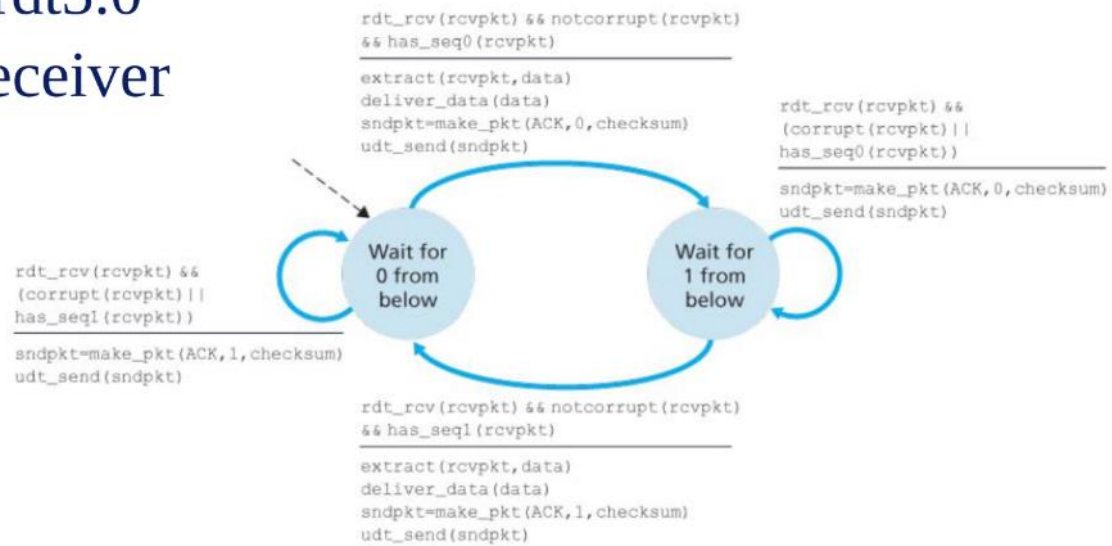 rdt3.0
eceiver
rdt_rcv(rcvpkt) && notcorrupt(rcvpkt)
&& has_seq0(rcvpkt)
extract(rcvpkt,data)
deliver_data(data)
sndpkt=make_pkt(ACK,0,checksum)
udt_send(sndpkt)
rdt_rcv(rcvpkt) &&
(corrupt(rcvpkt)||
has_seq0(rcvpkt))
sndpkt=make_pkt(ACK,0,checksum)
udt_send(sndpkt)
Wait for
0 from
below
Wait for
1 from
below
rdt_rcv(rcvpkt) &&
(corrupt(rcvpkt)||
has_seq1(rcvpkt))
sndpkt=make_pkt(ACK,1,checksum)
udt_send(sndpkt)
rdt_rcv(rcvpkt) && notcorrupt(rcvpkt)
&& has_seq1(rcvpkt)
extract(rcvpkt,data)
deliver_data(data)
sndpkt=make_pkt(ACK,1,checksum)
udt_send(sndpkt)